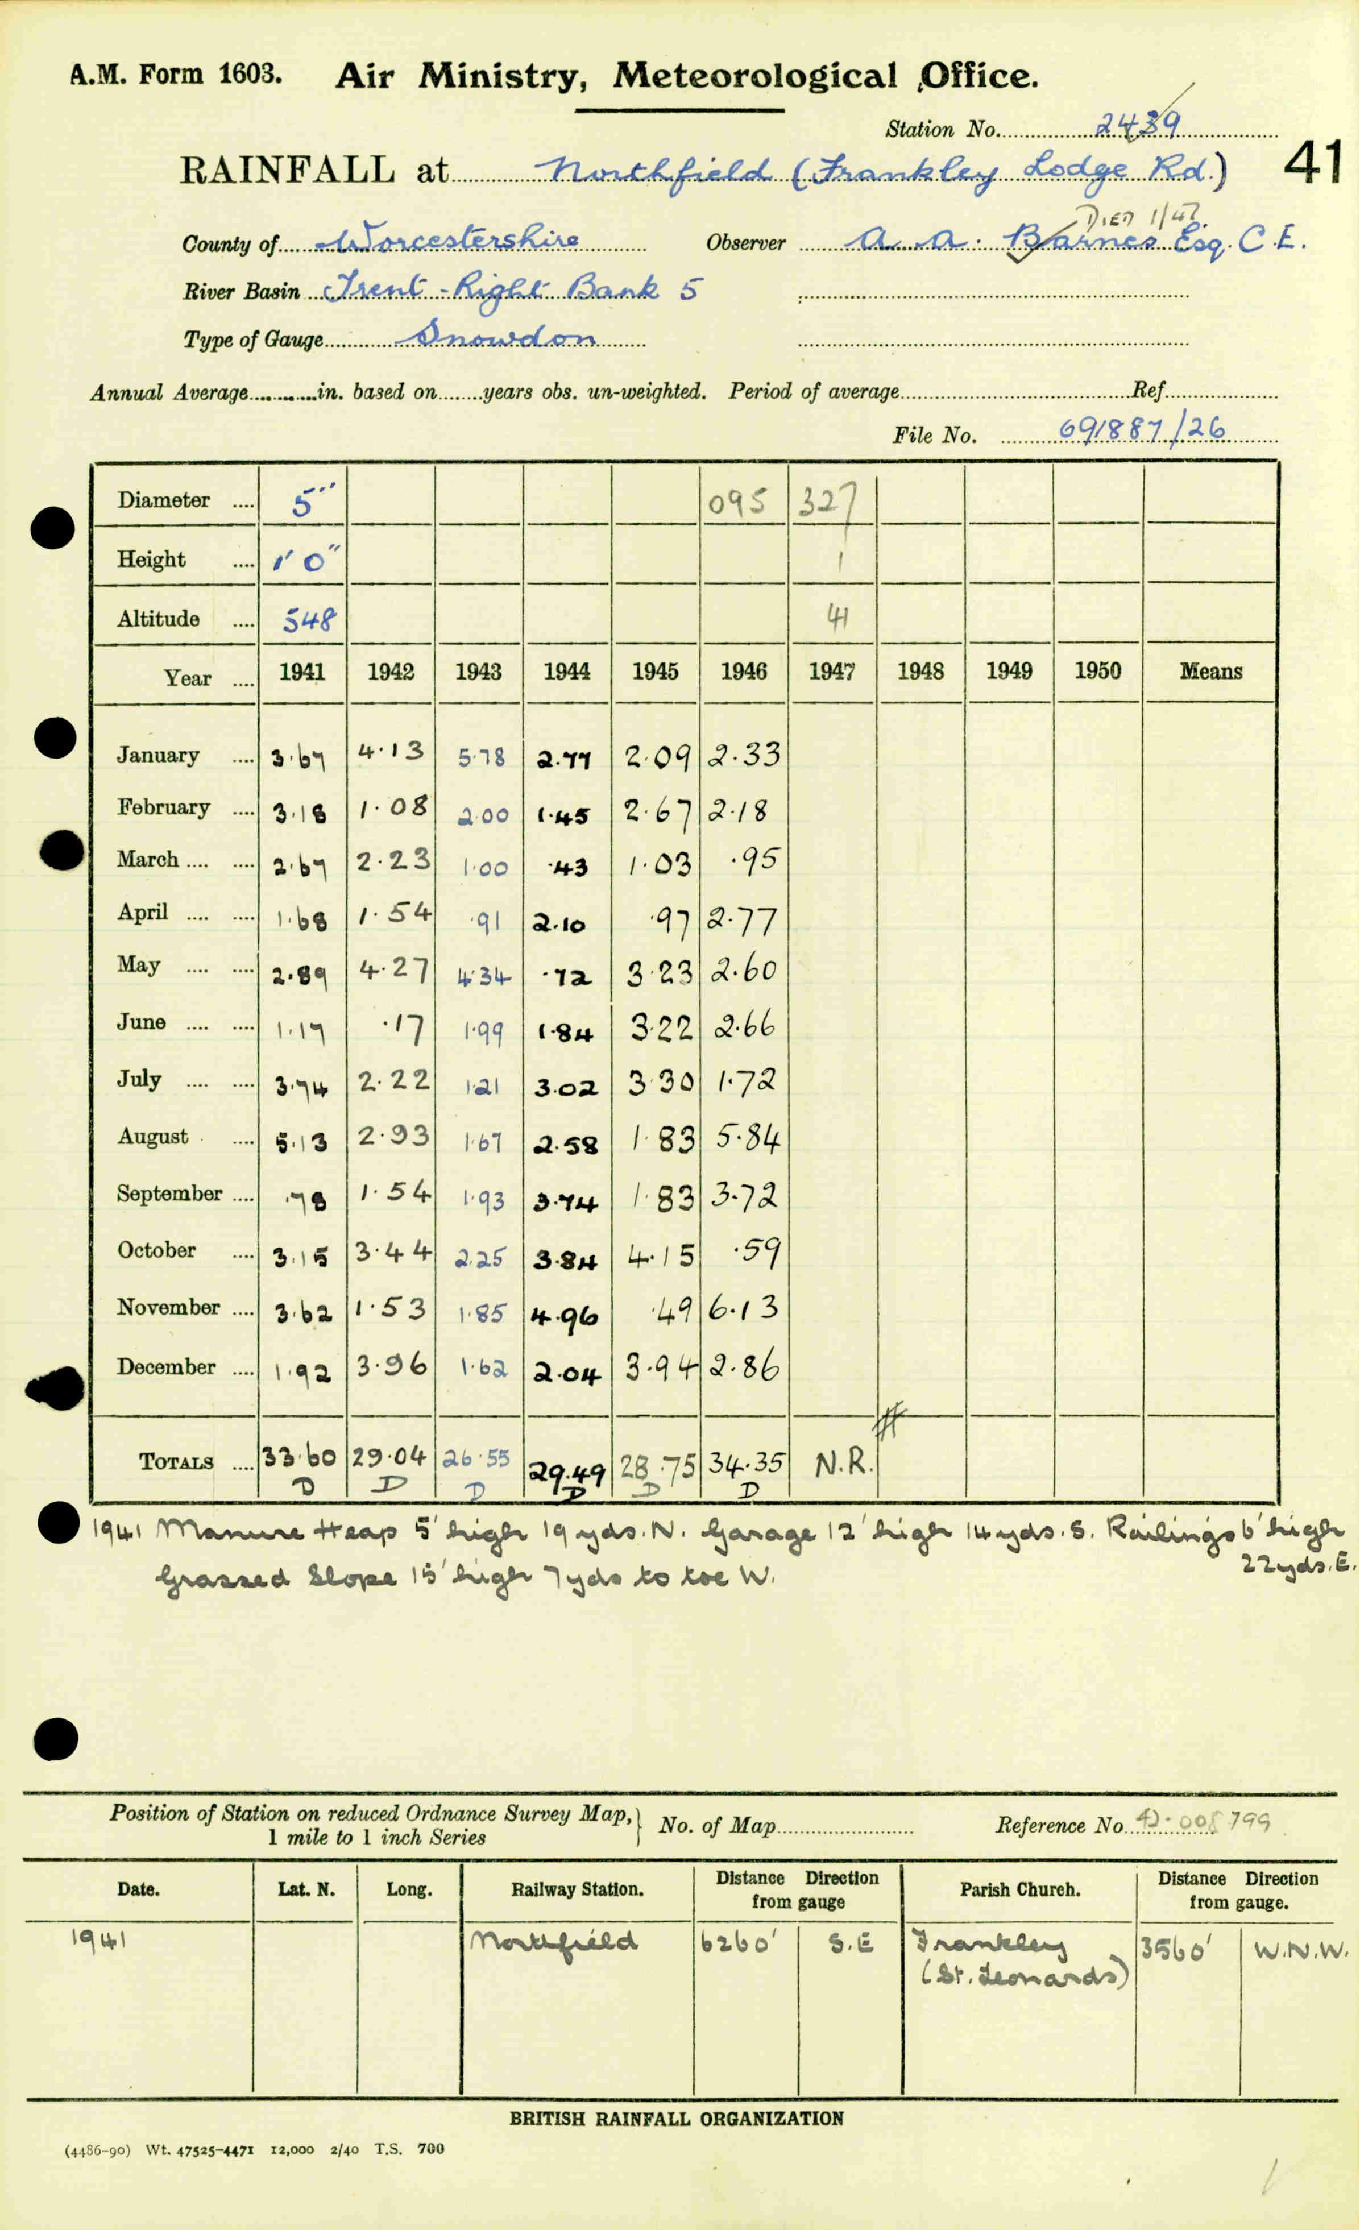 A.M. Form 1603. Air Ministry, Meteorological Office.
Station No. 2439
RAINFALL at Northfield (Frankley Lodge Rd.) 41
DIED 1/47
County of Worcestershire Observer A. A. Barnes Esq. C.E.
River Basin Trent - Right Bank 5
Type of Gauge Snowdon
Annual Average in. based on years obs. un-weighted. Period of average Ref.
File No. 691887/26
Diameter .... 5" 095 327
Height .... 1' 0" 1
Altitude .... 548 41
Year .... 1941 1942 1943 1944 1945 1946 1947 1948 1949 1950 Means
January .... 3.67 4.13 5.78 2.77 2.09 2.33
February .... 3.18 1.08 2.00 1.45 2.67 2.18
March .... .... 2.67 2.23 1.00 .43 1.03 .95
April .... .... 1.68 1.54 .91 2.10 .97 2.77
May .... .... 2.89 4.27 4.34 .72 3.23 2.60
June .... .... 1.17 .17 1.99 1.84 3.22 2.66
July .... .... 3.74 2.22 1.21 3.02 3.30 1.72
August .... 5.13 2.93 1.67 2.58 1.83 5.84
September .... .78 1.54 1.93 3.74 1.83 3.72
October .... 3.15 3.44 2.25 3.84 4.15 .59
November .... 3.62 1.53 1.85 4.96 .49 6.13
December .... 1.92 3.96 1.62 2.04 3.94 2.86
TOTALS .... 33.60 29.04 26.55 29.49 28.75 34.35 N.R.
D D D D D D
1941 Manure Heap 5' high 19 yds. N. Garage 12' high 14 yds. S. Railings 6' high
22 yds. E.
Grassed Slope 15' high 7 yds to toe W.
Position of Station on reduced Ordnance Survey Map, } No. of Map Reference No. 42.008799
1 mile to 1 inch Series
Date. Lat. N. Long. Railway Station. Distance Direction from gauge Parish Church. Distance Direction from gauge.
1941 Northfield 6260' S.E Frankley 3560' W.N.W.
(St. Leonards)
BRITISH RAINFALL ORGANIZATION
(4486-90) Wt. 47525-4471 12,000 2/40 T.S. 700